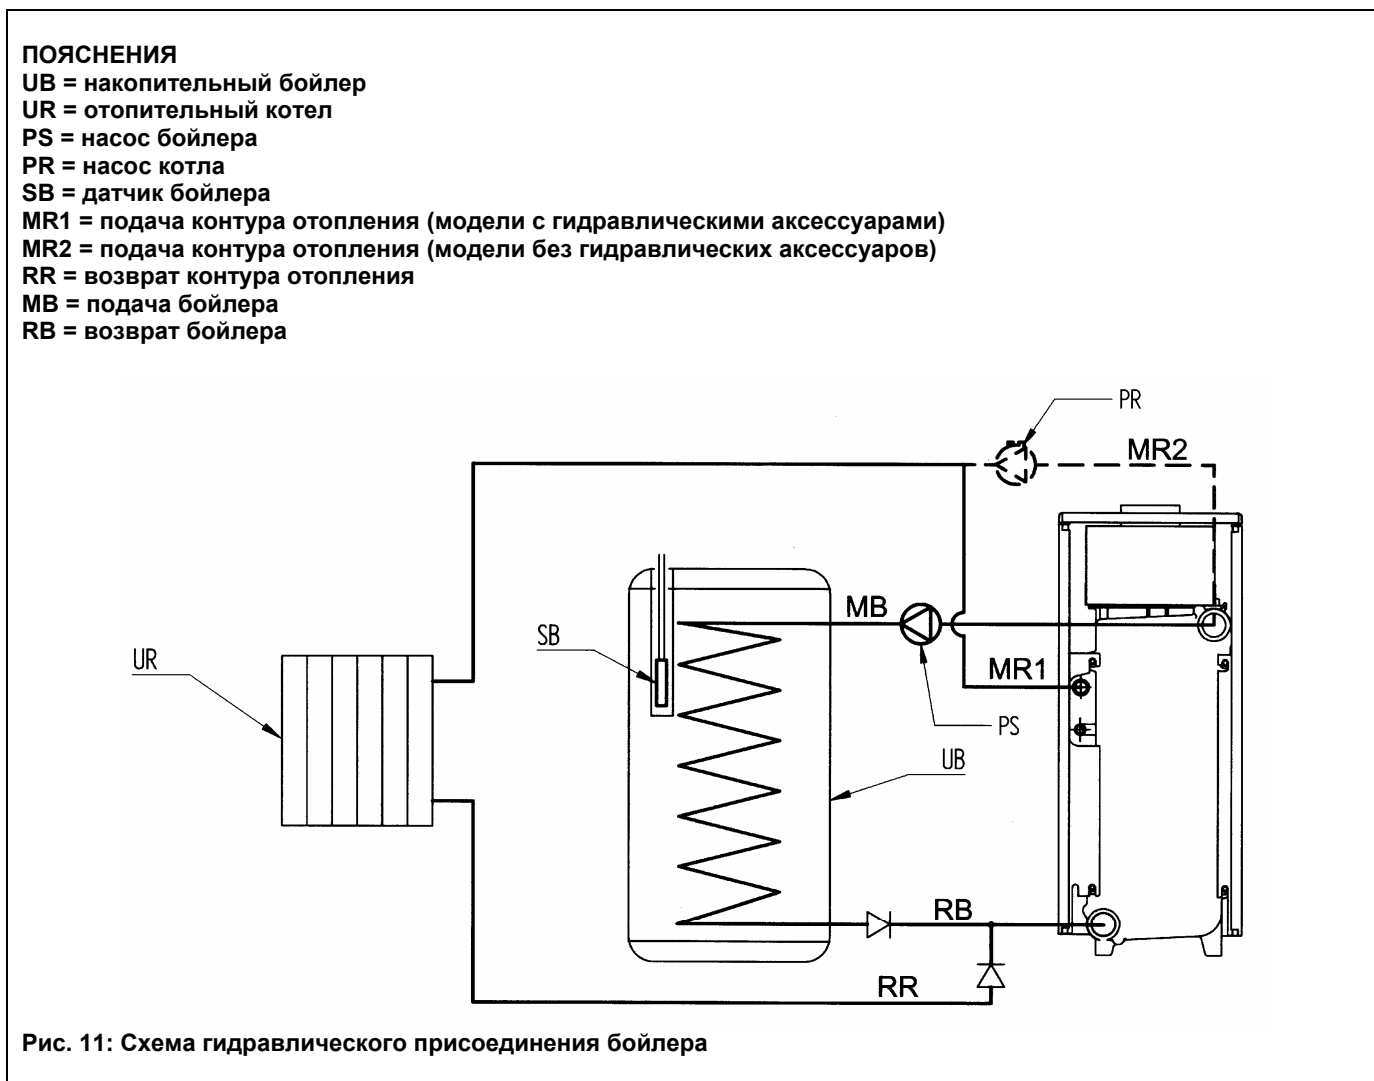 ПОЯСНЕНИЯ
UB = накопительный бойлер
UR = отопительный котел
PS = насос бойлера
PR = насос котла
SB = датчик бойлера
MR1 = подача контура отопления (модели с гидравлическими аксессуарами)
MR2 = подача контура отопления (модели без гидравлических аксессуаров)
RR = возврат контура отопления
MB = подача бойлера
RB = возврат бойлера
PR
MR2
MB
SB
UR
MR1
PS
UB
RB
RR
Рис. 11: Схема гидравлического присоединения бойлера